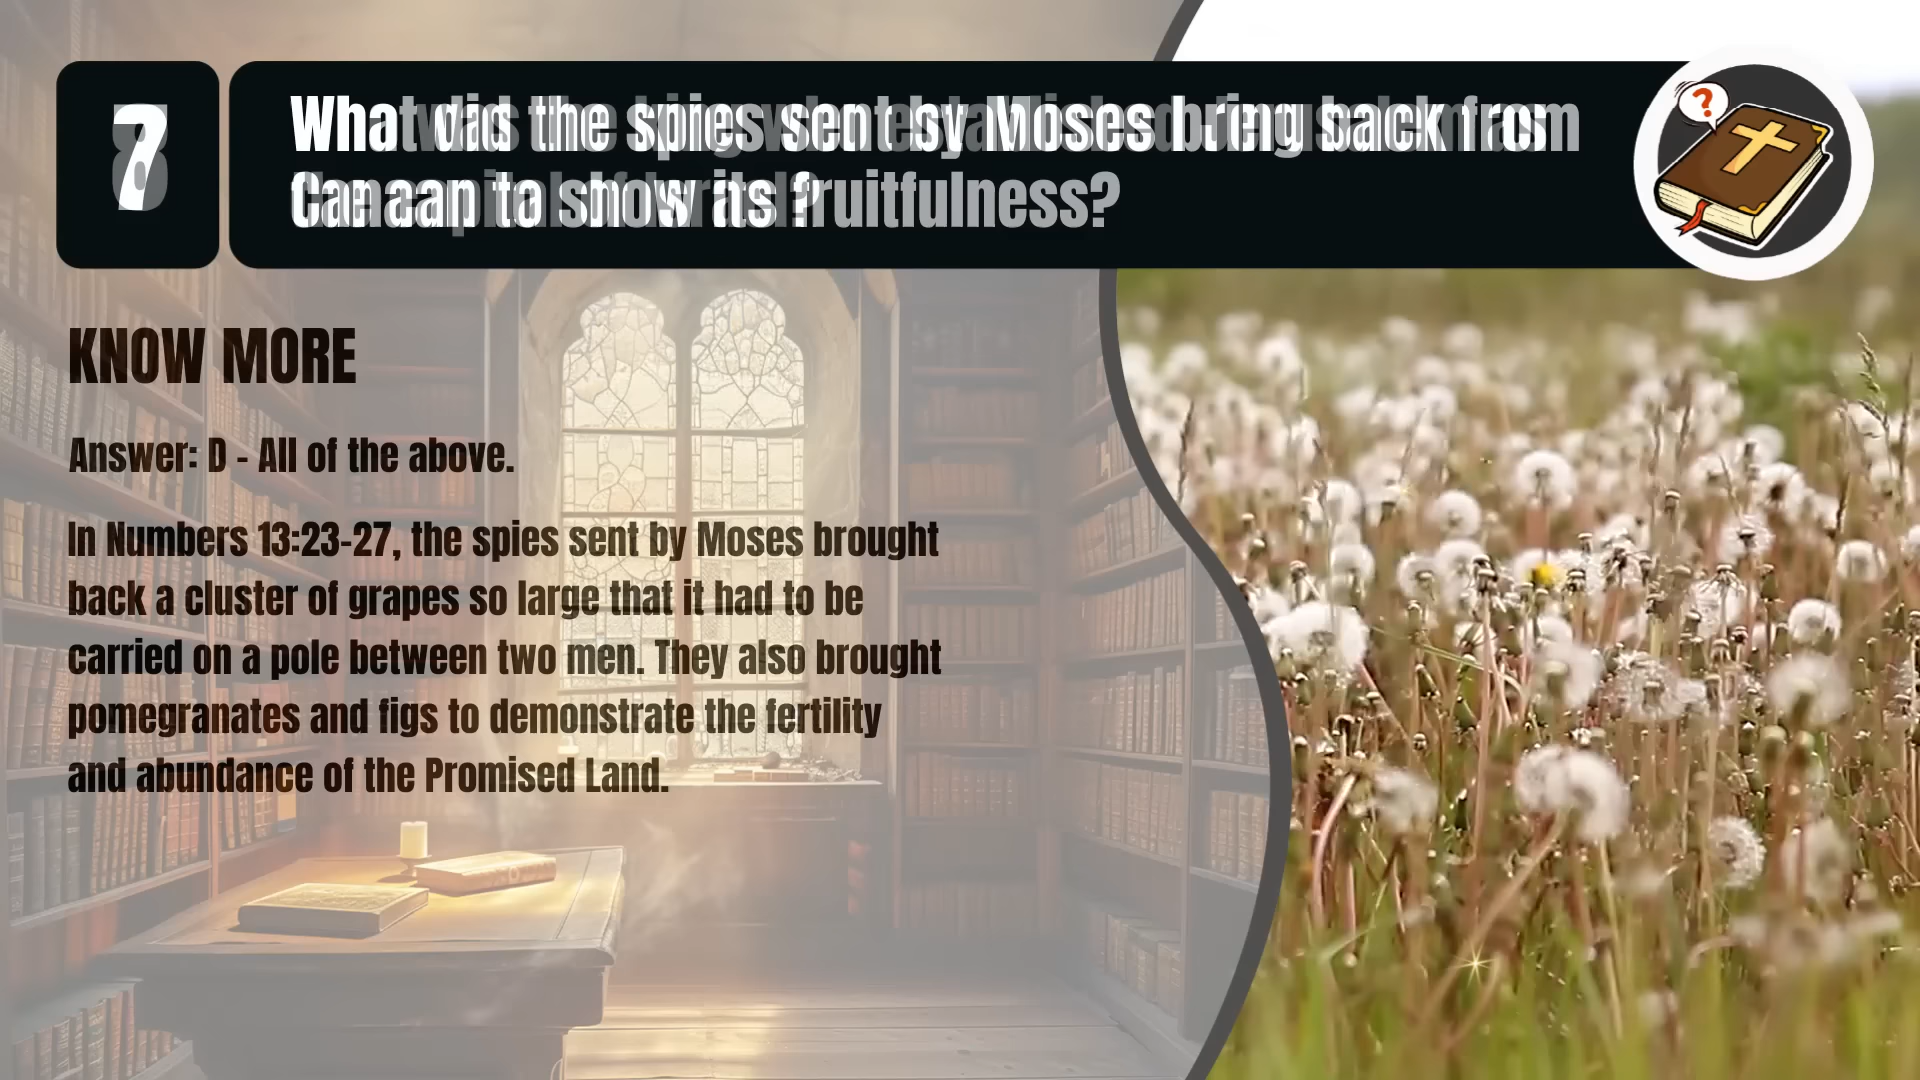 7
What did the spies sent by Moses bring back from
Canaan to show its fruitfulness?
?
KNOW MORE
Answer: D - All of the above.
In Numbers 13:23-27, the spies sent by Moses brought
back a cluster of grapes so large that it had to be
carried on a pole between two men. They also brought
pomegranates and figs to demonstrate the fertility
and abundance of the Promised Land.